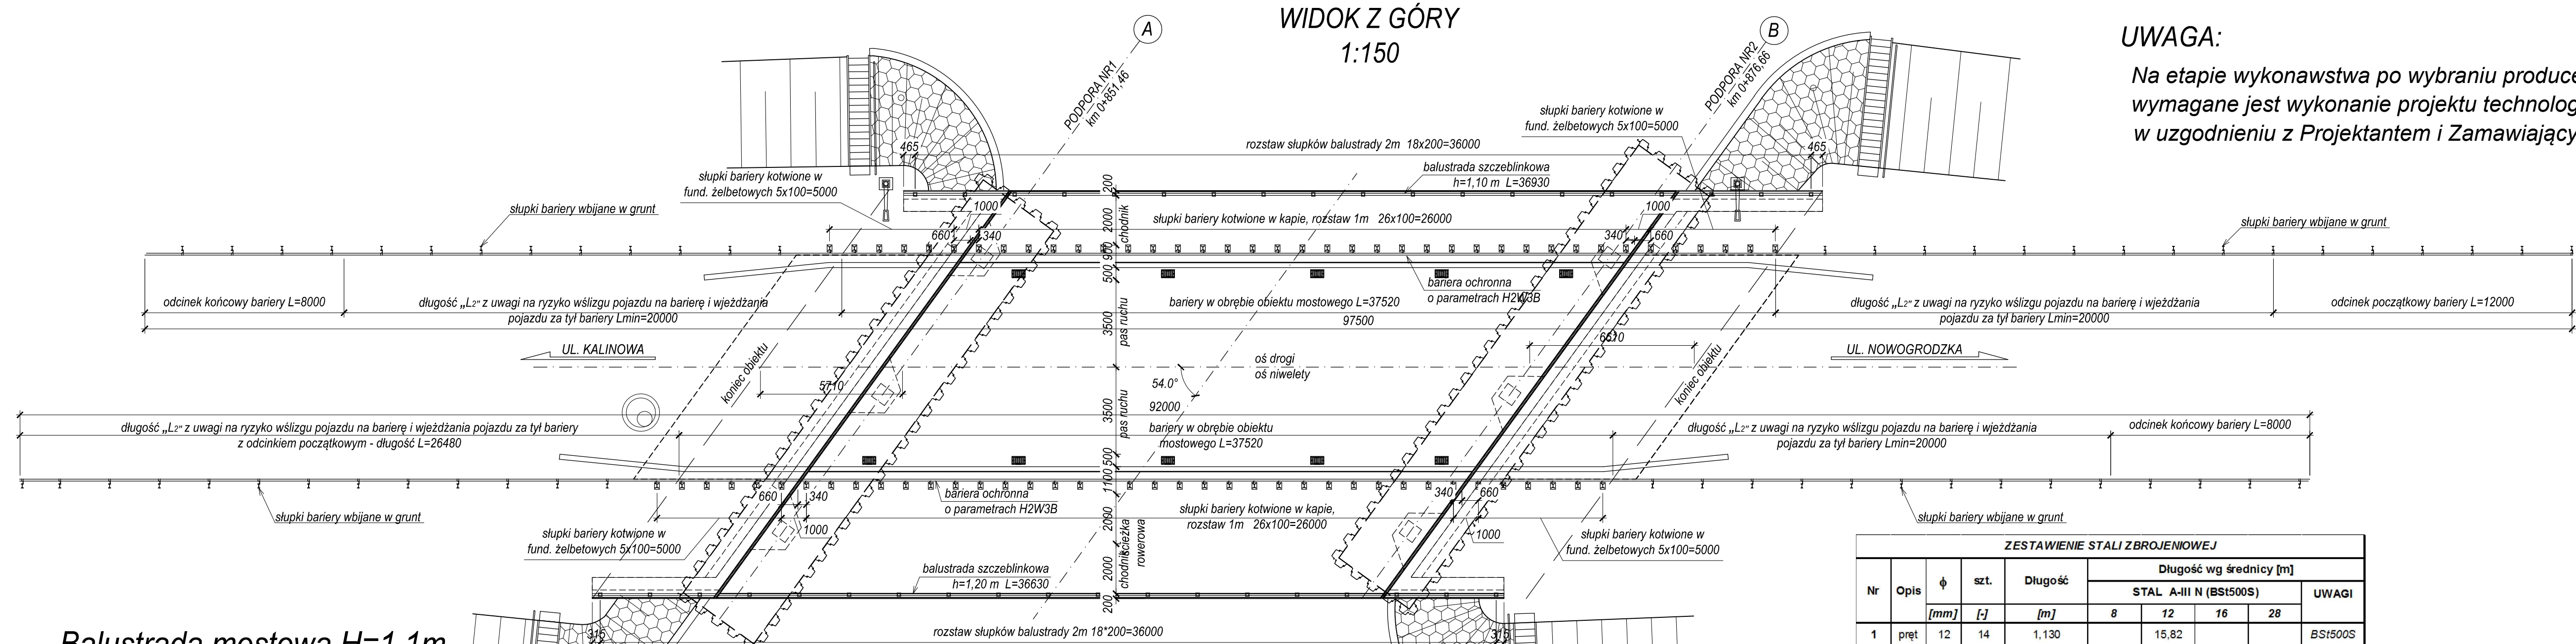 WIDOK Z GÓRY
1:150
A
B
PODPORA NR1
km 0+851,46
PODPORA NR2
km 0+876,66
UWAGA:
Na etapie wykonawstwa po wybraniu produce
wymagane jest wykonanie projektu technolog
w uzgodnieniu z Projektantem i Zamawiający
słupki bariery kotwione w
fund. żelbetowych 5x100=5000
465
rozstaw słupków balustrady 2m 18x200=36000
465
balustrada szczeblinkowa
h=1,10 m L=36930
słupki bariery kotwione w
fund. żelbetowych 5x100=5000
200
1000
1000
słupki bariery wbijane w grunt
2000
chodnik
słupki bariery kotwione w kapie, rozstaw 1m 26x100=26000
słupki bariery wbijane w grunt
660
340
340
660
900
500
bariera ochronna
o parametrach H2W3B
odcinek końcowy bariery L=8000
długość „L2" z uwagi na ryzyko wślizgu pojazdu na barierę i wjeżdżania
pojazdu za tył bariery Lmin=20000
bariery w obrębie obiektu mostowego L=37520
97500
długość „L2" z uwagi na ryzyko wślizgu pojazdu na barierę i wjeżdżania
pojazdu za tył bariery Lmin=20000
odcinek początkowy bariery L=12000
3500
pas ruchu
UL. KALINOWA
koniec obiektu
5710
oś drogi
oś niwelety
54.0°
koniec obiektu
UL. NOWOGRODZKA
3500
pas ruchu
92000
długość „L2" z uwagi na ryzyko wślizgu pojazdu na barierę i wjeżdżania pojazdu za tył bariery
z odcinkiem początkowym - długość L=26480
bariery w obrębie obiektu
mostowego L=37520
długość „L2" z uwagi na ryzyko wślizgu pojazdu na barierę i wjeżdżania
pojazdu za tył bariery Lmin=20000
odcinek końcowy bariery L=8000
500
1100
660
340
340
660
bariera ochronna
o parametrach H2W3B
słupki bariery kotwione w kapie,
rozstaw 1m 26x100=26000
słupki bariery wbijane w grunt
słupki bariery wbijane w grunt
2090
ścieżka
rowerowa
1000
1000
słupki bariery kotwione w
fund. żelbetowych 5x100=5000
słupki bariery kotwione w
fund. żelbetowych 5x100=5000
2000
chodnik
balustrada szczeblinkowa
h=1,20 m L=36630
200
315
rozstaw słupków balustrady 2m 18*200=36000
315
Balustrada mostowa H=1,1m
ZESTAWIENIE STALI ZBROJENIOWEJ
Nr Opis ϕ szt. Długość Długość wg średnicy [m]
STAL A-III N (BSt500S) UWAGI
[mm] [-] [m] 8 12 16 28
1 pręt 12 14 1,130 15,82 BSt500S